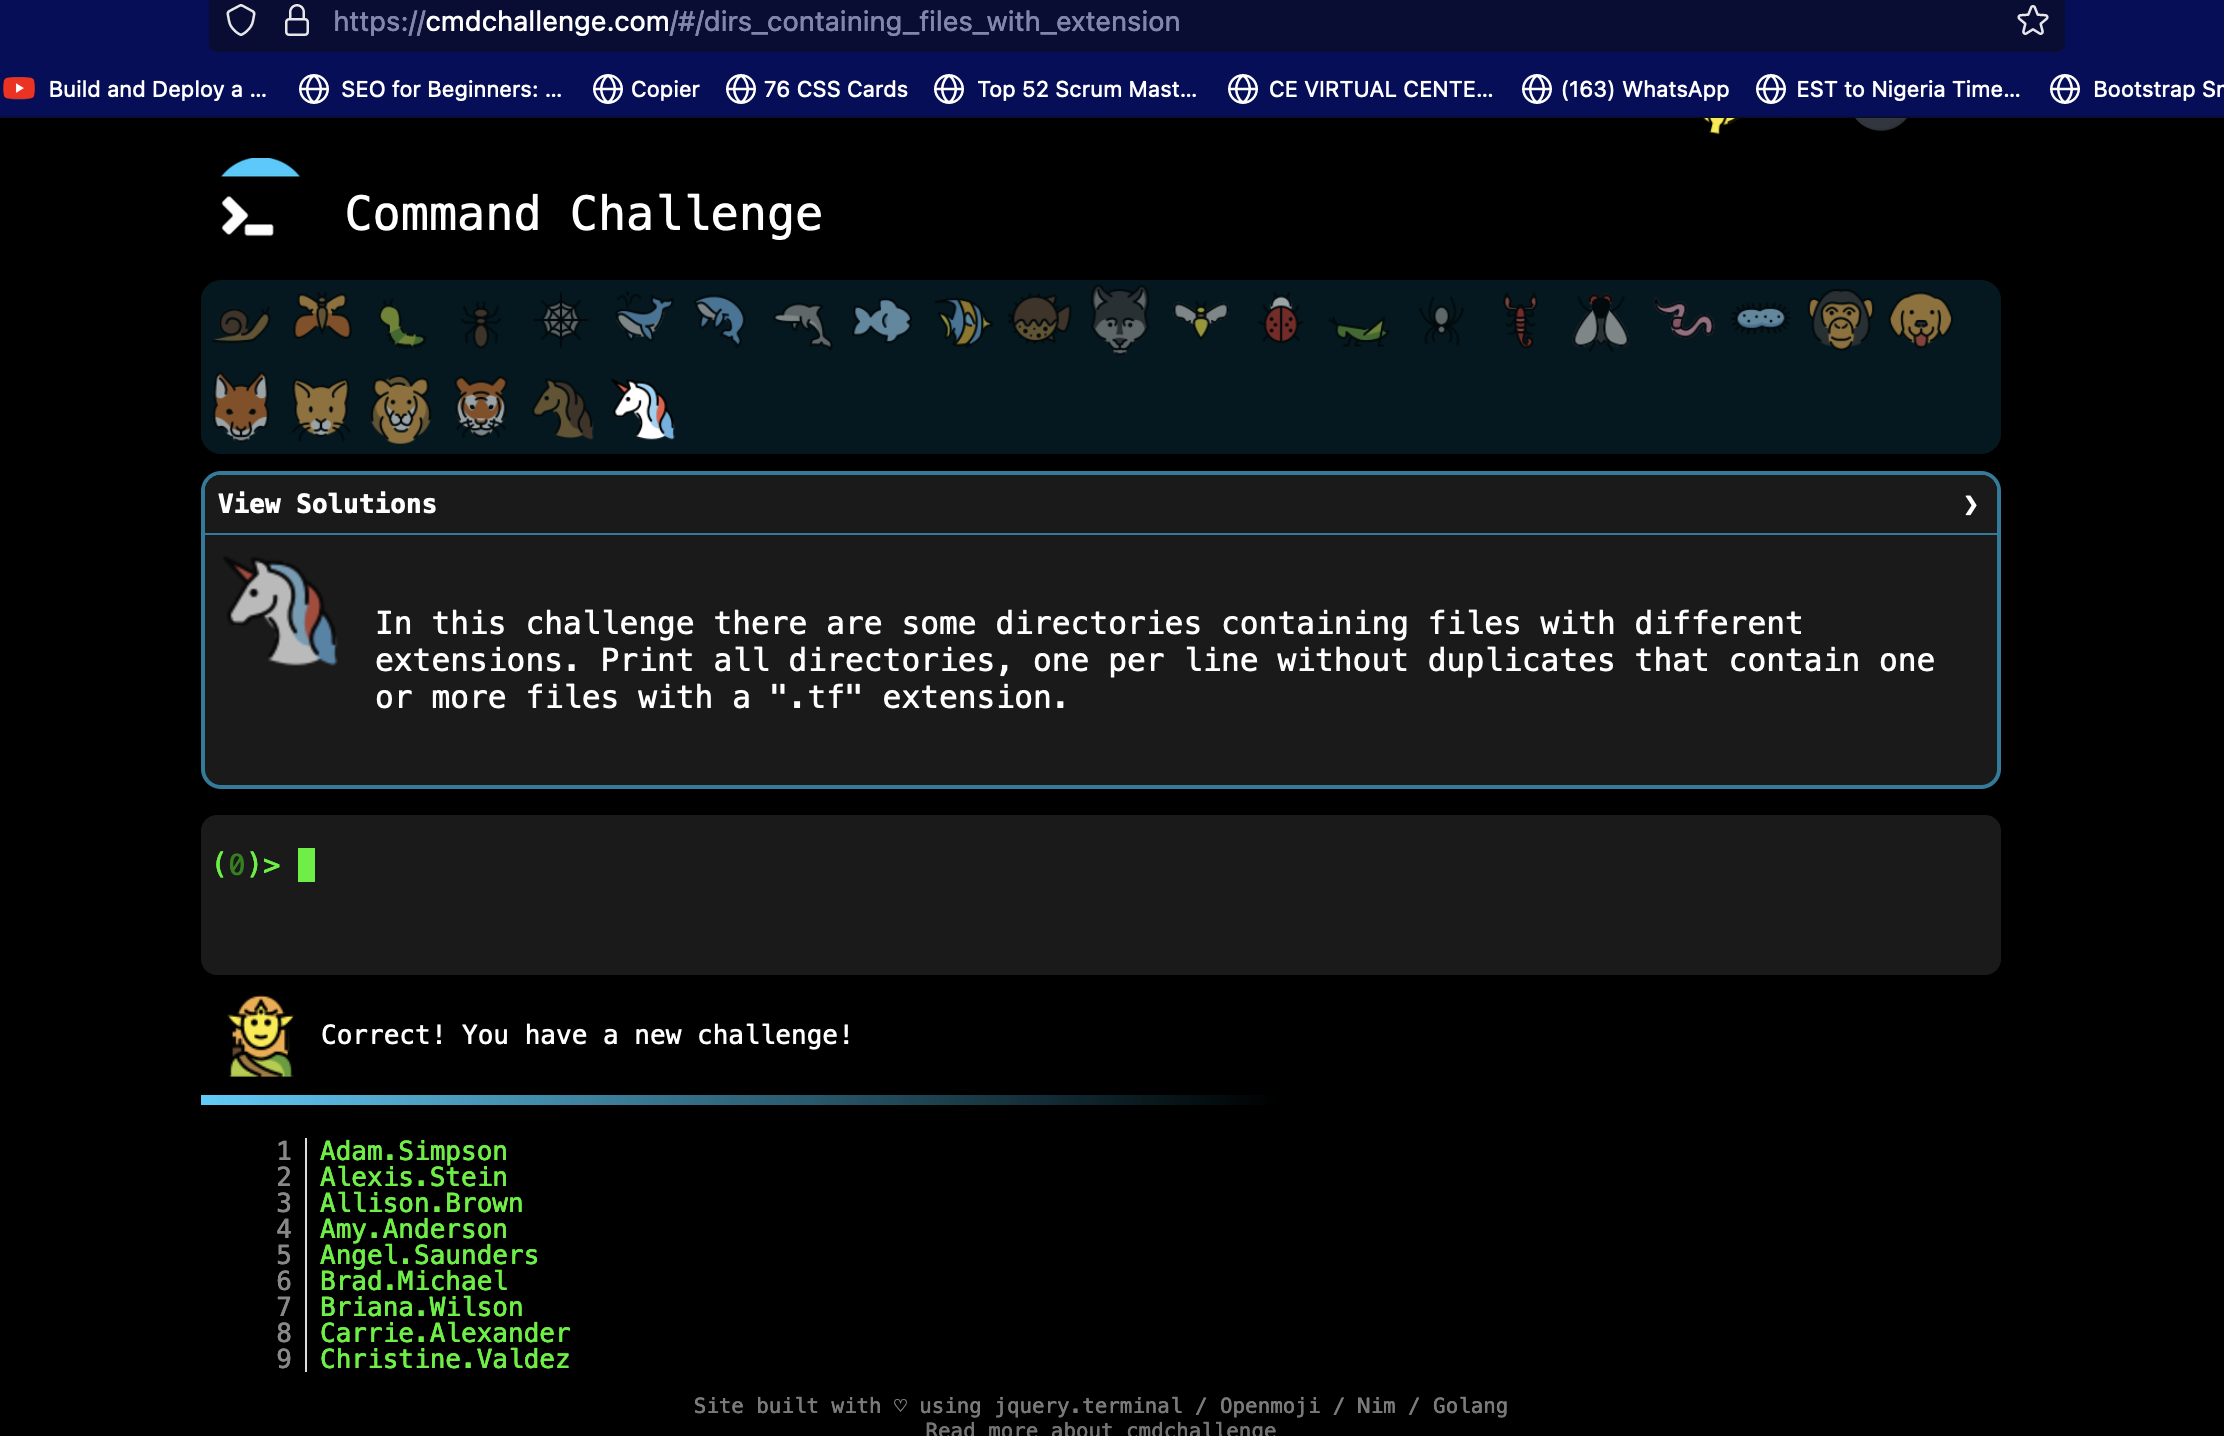 https://cmdchallenge.com/#/dirs_containing_files_with_extension
Build and Deploy a ... SEO for Beginners: ... Copier 76 CSS Cards Top 52 Scrum Mast... CE VIRTUAL CENTE... (163) WhatsApp EST to Nigeria Time... Bootstrap Sn
Command Challenge
View Solutions
In this challenge there are some directories containing files with different
extensions. Print all directories, one per line without duplicates that contain one
or more files with a ".tf" extension.
(0)>
Correct! You have a new challenge!
1 Adam.Simpson
2 Alexis.Stein
3 Allison.Brown
4 Amy.Anderson
5 Angel.Saunders
6 Brad.Michael
7 Briana.Wilson
8 Carrie.Alexander
9 Christine.Valdez
Site built with ♡ using jquery.terminal / Openmoji / Nim / Golang
Read more about cmdchallenge